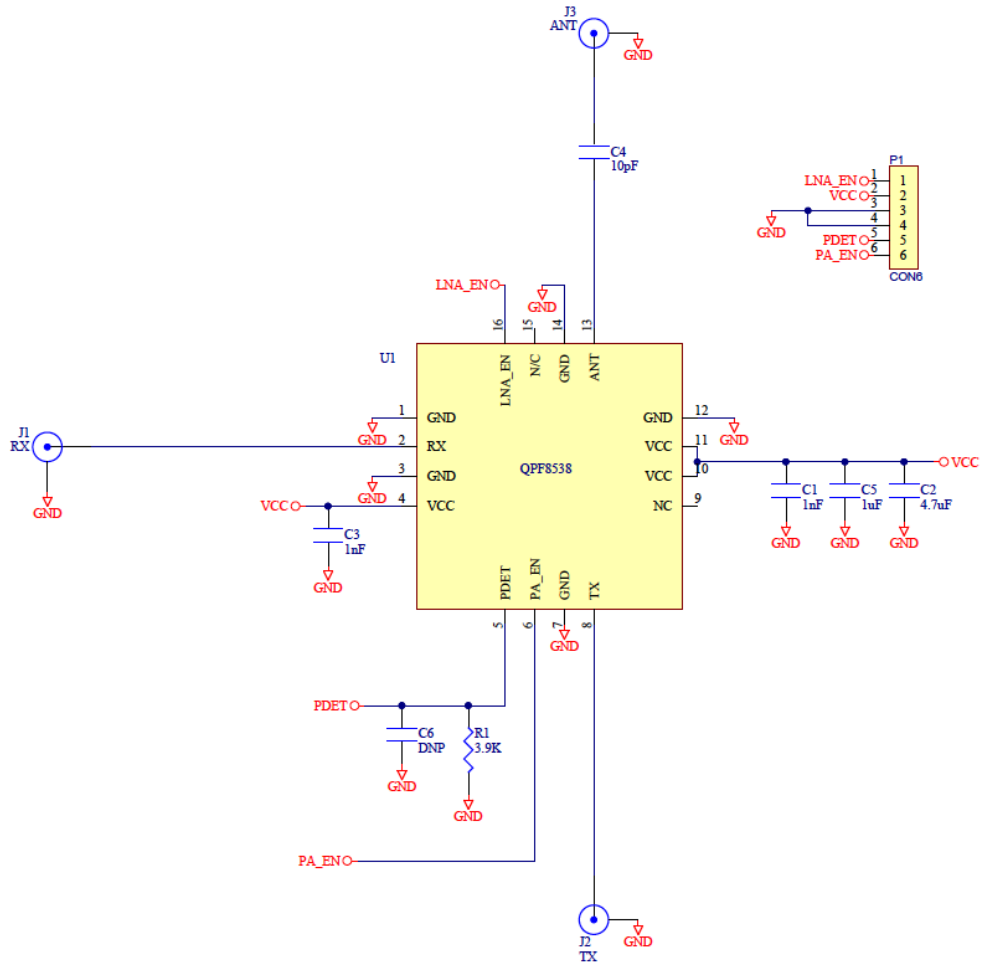 J3
ANT
GND
C4
10pF
P1
LNA_EN 1 1
VCC 2 2
3 3
4 4
GND
PDET 5 5
PA_EN 6 6
CON6
LNA_EN
GND
16
15
14
13
U1
LNA_EN
N/C
GND
ANT
1 GND
GND
GND 12
GND
J1
RX
2 RX
VCC 11
QPF8538
3 GND
GND
VCC 10
VCC
VCC
4 VCC
NC 9
C1
1nF
C5
1uF
C2
4.7uF
GND
GND
GND
GND
C3
1nF
GND
PDET
PA_EN
GND
TX
5
6
7
8
GND
PDET
C6
DNP
R1
3.9K
GND
GND
PA_EN
J2
TX
GND